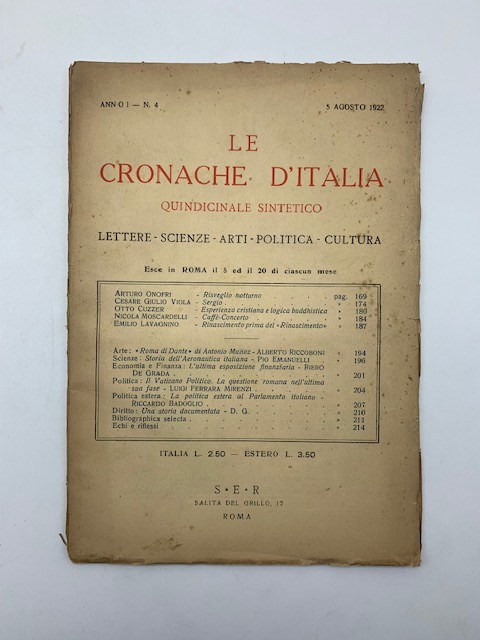 ANNO I — N. 4
5 AGOSTO 1922
LE
CRONACHE D'ITALIA
QUINDICINALE SINTETICO
LETTERE - SCIENZE - ARTI - POLITICA - CULTURA
Esce in ROMA il 5 ed il 20 di ciascun mese
ARTURO ONOFRI - Risveglio notturno pag. 169
CESARE GIULIO VIOLA - Sergio » 174
OTTO CUZZER - Esperienza cristiana e logica buddhistica » 180
NICOLA MOSCARDELLI - Caffè-Concerto » 184
EMILIO LAVAGNINO - Rinascimento prima del «Rinascimento» » 187
Arte: «Roma di Dante» di Antonio Muñoz - ALBERTO RICCOBONI » 194
Scienze: Storia dell'Aeronautica italiana - PIO EMANUELLI » 196
Economia e Finanza: L'ultima esposizione finanziaria - PIERO
DE GRADA » 201
Politica: Il Vaticano Politico. La questione romana nell'ultima
sua fase - LUIGI FERRARA MIRENZI » 204
Politica estera: La politica estera al Parlamento italiano -
RICCARDO BADOGLIO » 207
Diritto: Una storia documentata - D. G. » 210
Bibliographica selecta » 211
Echi e riflessi » 214
ITALIA L. 2.50 — ESTERO L. 3.50
S·E·R
SALITA DEL GRILLO, 17
ROMA